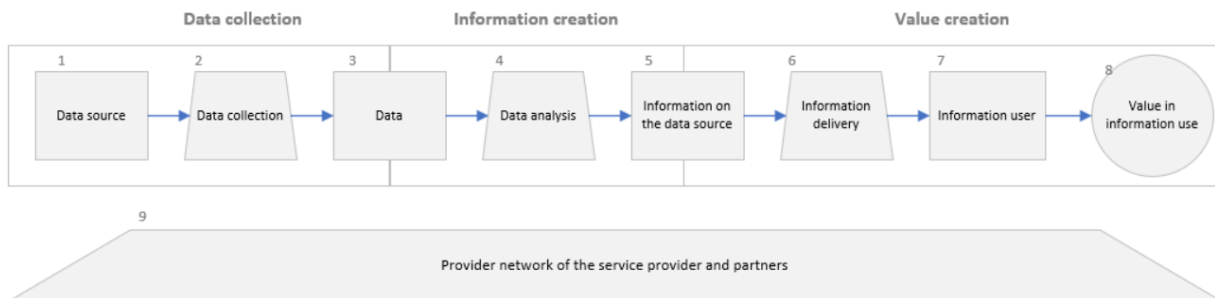 Data collection
Information creation
Value creation
1
2
3
4
5
6
7
8
Data source
Data collection
Data
Data analysis
Information on
the data source
Information
delivery
Information user
Value in
information use
9
Provider network of the service provider and partners